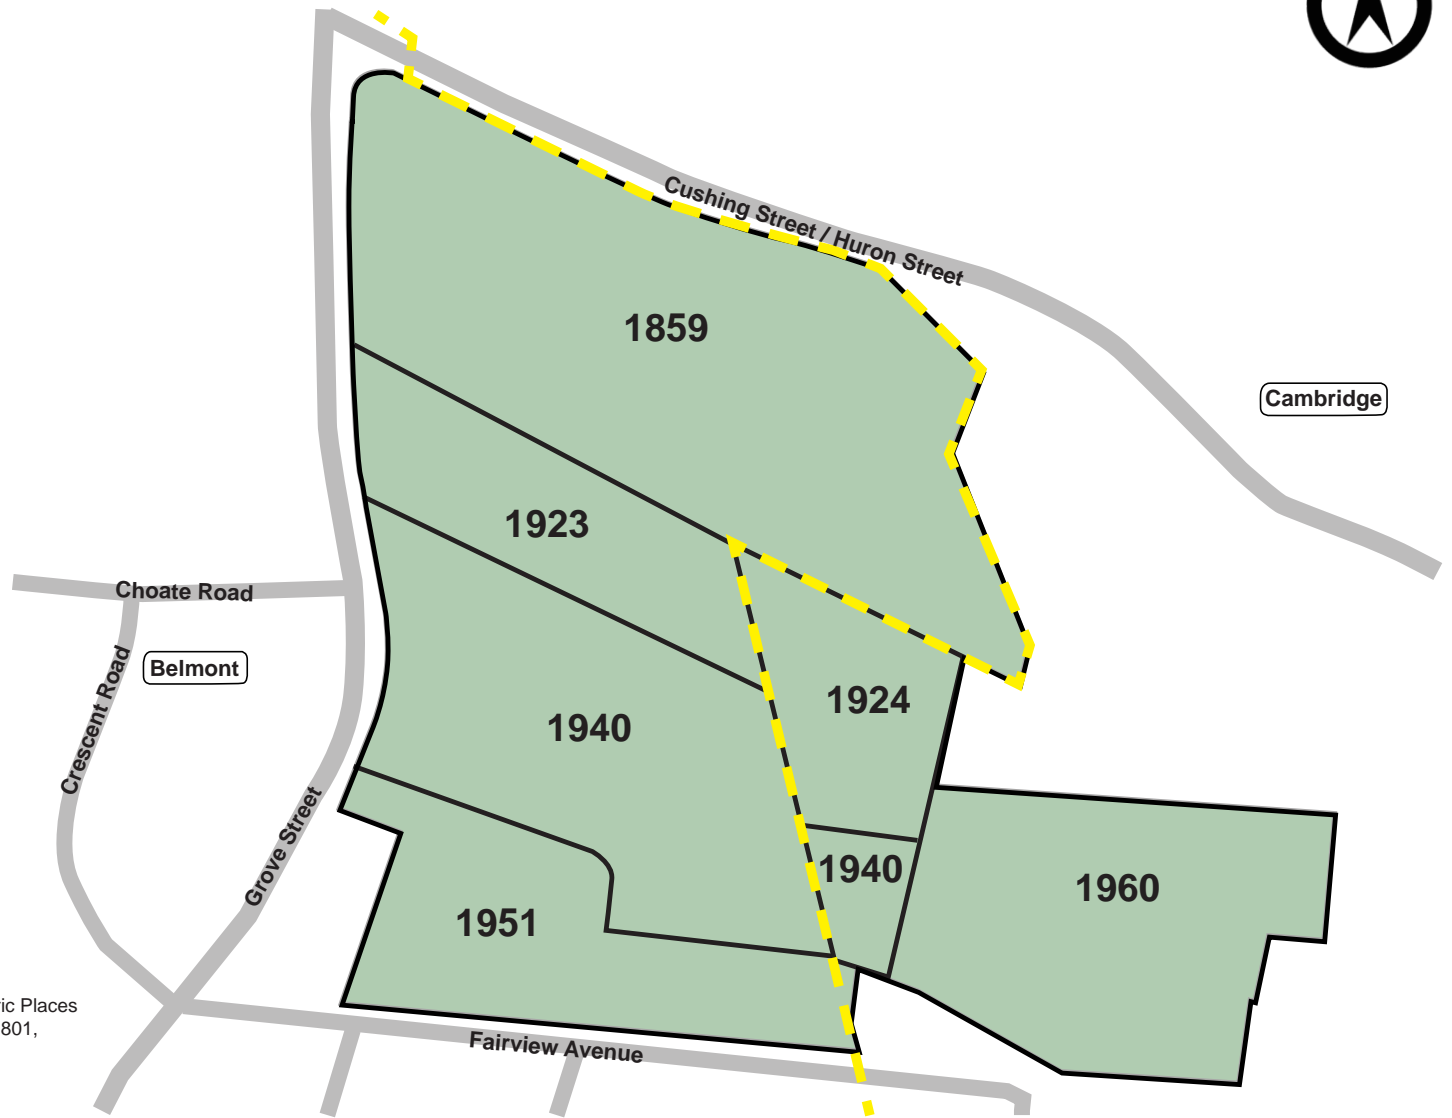 Cushing Street / Huron Street
1859
Cambridge
1923
Choate Road
Belmont
Crescent Road
1924
1940
Grove Street
1940
1960
1951
ric Places
801,
Fairview Avenue